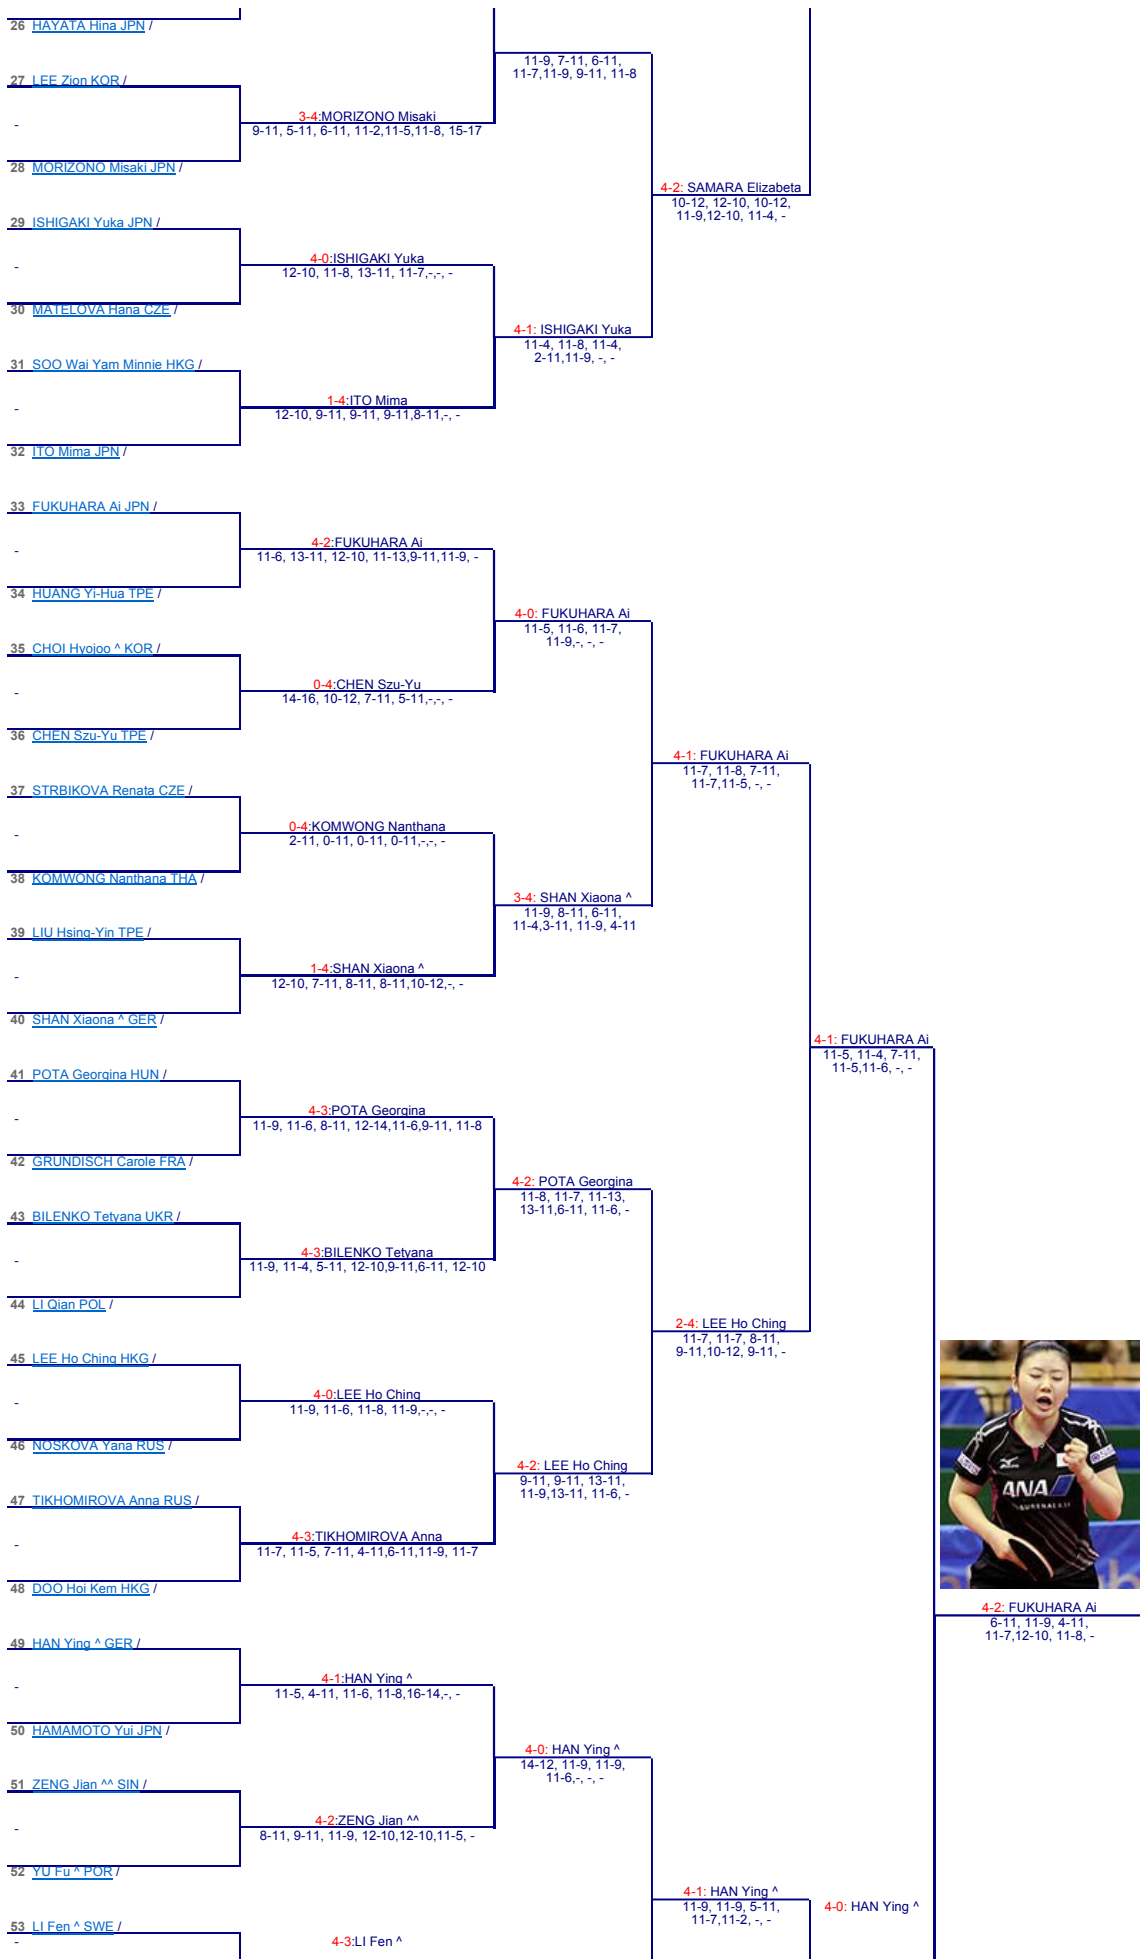 26 HAYATA Hina JPN /
11-9, 7-11, 6-11,
11-7,11-9, 9-11, 11-8
27 LEE Zion KOR /
3-4:MORIZONO Misaki
-
9-11, 5-11, 6-11, 11-2,11-5,11-8, 15-17
28 MORIZONO Misaki JPN /
4-2: SAMARA Elizabeta
10-12, 12-10, 10-12,
11-9,12-10, 11-4, -
29 ISHIGAKI Yuka JPN /
4-0:ISHIGAKI Yuka
-
12-10, 11-8, 13-11, 11-7,-,-, -
30 MATELOVA Hana CZE /
4-1: ISHIGAKI Yuka
11-4, 11-8, 11-4,
2-11,11-9, -, -
31 SOO Wai Yam Minnie HKG /
1-4:ITO Mima
-
12-10, 9-11, 9-11, 9-11,8-11,-, -
32 ITO Mima JPN /
33 FUKUHARA Ai JPN /
4-2:FUKUHARA Ai
-
11-6, 13-11, 12-10, 11-13,9-11,11-9, -
34 HUANG Yi-Hua TPE /
4-0: FUKUHARA Ai
11-5, 11-6, 11-7,
11-9,-, -, -
35 CHOI Hyojoo ^ KOR /
0-4:CHEN Szu-Yu
-
14-16, 10-12, 7-11, 5-11,-,-, -
36 CHEN Szu-Yu TPE /
4-1: FUKUHARA Ai
11-7, 11-8, 7-11,
11-7,11-5, -, -
37 STRBIKOVA Renata CZE /
0-4:KOMWONG Nanthana
-
2-11, 0-11, 0-11, 0-11,-,-, -
38 KOMWONG Nanthana THA /
3-4: SHAN Xiaona ^
11-9, 8-11, 6-11,
11-4,3-11, 11-9, 4-11
39 LIU Hsing-Yin TPE /
1-4:SHAN Xiaona ^
-
12-10, 7-11, 8-11, 8-11,10-12,-, -
40 SHAN Xiaona ^ GER /
4-1: FUKUHARA Ai
11-5, 11-4, 7-11,
11-5,11-6, -, -
41 POTA Georgina HUN /
4-3:POTA Georgina
-
11-9, 11-6, 8-11, 12-14,11-6,9-11, 11-8
42 GRUNDISCH Carole FRA /
4-2: POTA Georgina
11-8, 11-7, 11-13,
13-11,6-11, 11-6, -
43 BILENKO Tetyana UKR /
4-3:BILENKO Tetyana
-
11-9, 11-4, 5-11, 12-10,9-11,6-11, 12-10
44 LI Qian POL /
2-4: LEE Ho Ching
11-7, 11-7, 8-11,
9-11,10-12, 9-11, -
45 LEE Ho Ching HKG /
4-0:LEE Ho Ching
-
11-9, 11-6, 11-8, 11-9,-,-, -
46 NOSKOVA Yana RUS /
4-2: LEE Ho Ching
9-11, 9-11, 13-11,
11-9,13-11, 11-6, -
ANA
47 TIKHOMIROVA Anna RUS /
4-3:TIKHOMIROVA Anna
-
11-7, 11-5, 7-11, 4-11,6-11,11-9, 11-7
48 DOO Hoi Kem HKG /
4-2: FUKUHARA Ai
6-11, 11-9, 4-11,
11-7,12-10, 11-8, -
49 HAN Ying ^ GER /
4-1:HAN Ying ^
-
11-5, 4-11, 11-6, 11-8,16-14,-, -
50 HAMAMOTO Yui JPN /
4-0: HAN Ying ^
14-12, 11-9, 11-9,
11-6,-, -, -
51 ZENG Jian ^^ SIN /
4-2:ZENG Jian ^^
-
8-11, 9-11, 11-9, 12-10,12-10,11-5, -
52 YU Fu ^ POR /
4-1: HAN Ying ^
11-9, 11-9, 5-11,
11-7,11-2, -, -
4-0: HAN Ying ^
53 LI Fen ^ SWE /
-
4-3:LI Fen ^